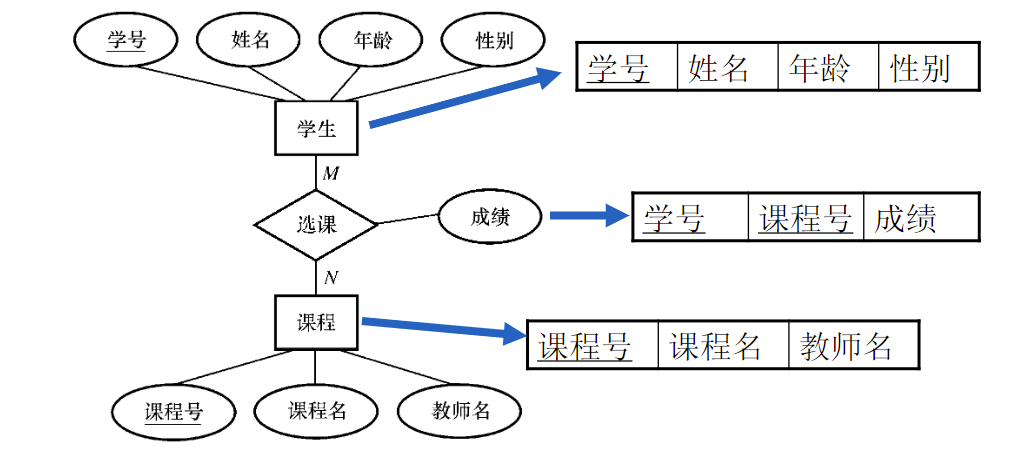 学号 姓名 年龄 性别
学号 姓名 年龄 性别
学生
M
选课
成绩
学号 课程号 成绩
N
课程
课程号 课程名 教师名
课程号 课程名 教师名